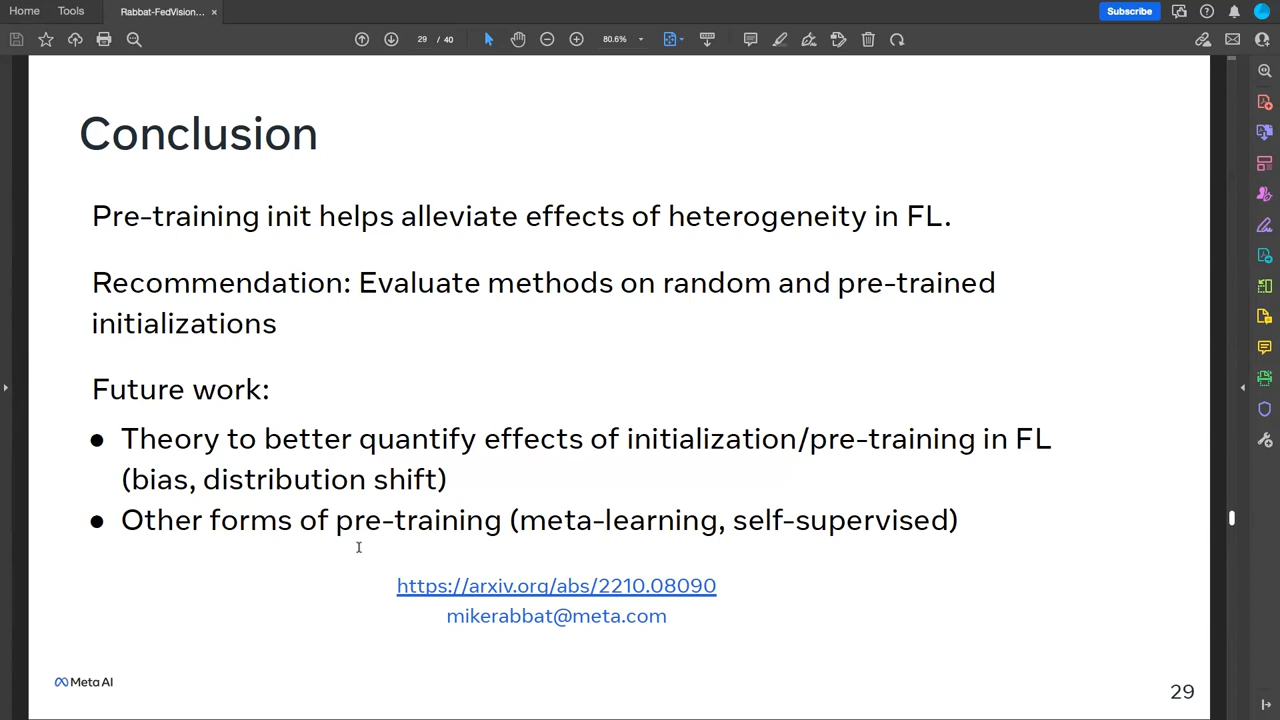 Home
Tools
Rabbat-FedVision...
Subscribe
29 / 40
80.6%
Conclusion
Pre-training init helps alleviate effects of heterogeneity in FL.
Recommendation: Evaluate methods on random and pre-trained
initializations
Future work:
● Theory to better quantify effects of initialization/pre-training in FL
(bias, distribution shift)
● Other forms of pre-training (meta-learning, self-supervised)
https://arxiv.org/abs/2210.08090
mikerabbat@meta.com
Meta AI
29